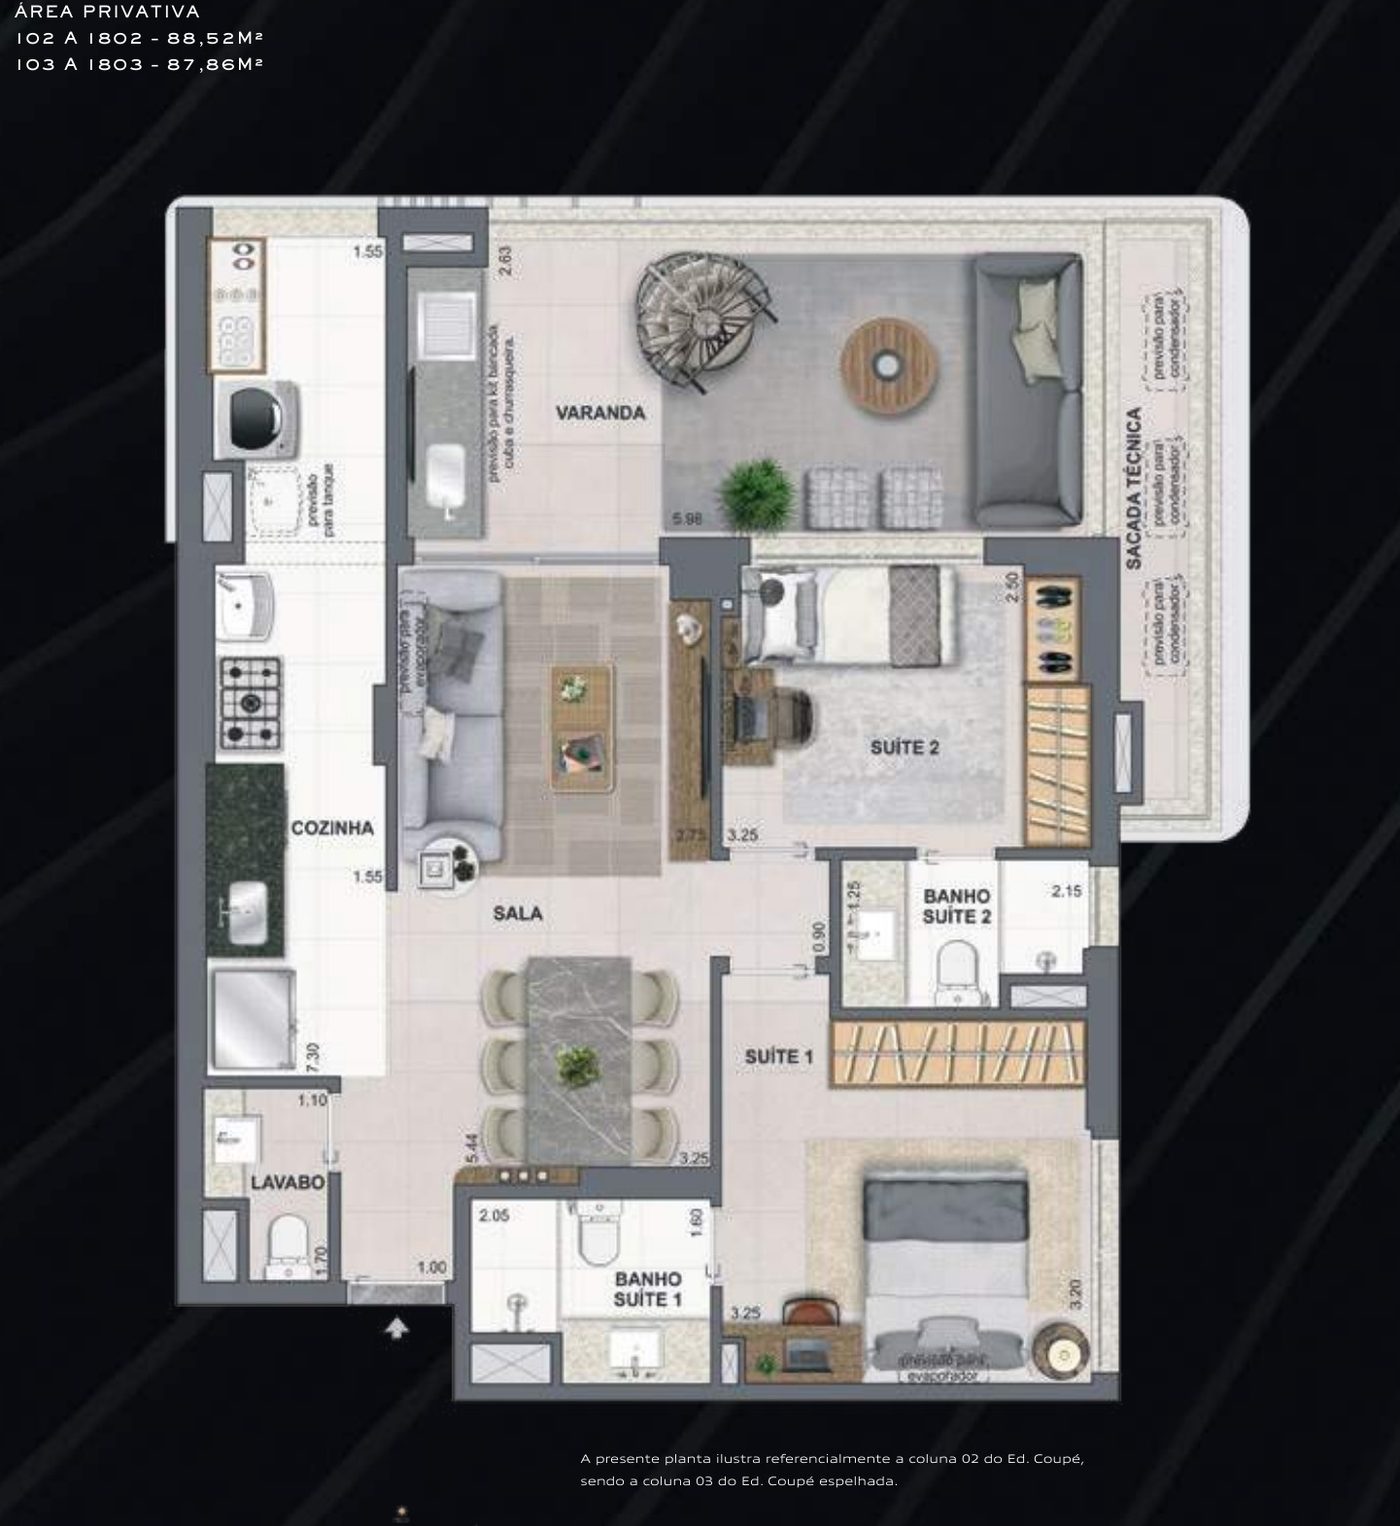 ÁREA PRIVATIVA
102 A 1802 - 88,52M²
103 A 1803 - 87,86M²
1.55
2.63
previsão para kit bancada
cuba e churrasqueira.
VARANDA
5.98
previsão
para tanque
SACADA TÉCNICA
previsão para
condensador
previsão para
condensador
previsão para
condensador
previsão para
evaporador
2.50
SUÍTE 2
2.75
3.25
COZINHA
1.55
SALA
0.90
1.25
BANHO
SUÍTE 2
2.15
7.30
SUÍTE 1
1.10
LAVABO
1.70
5.44
3.25
1.00
2.05
1.60
BANHO
SUÍTE 1
3.25
3.20
previsão para
evaporador
A presente planta ilustra referencialmente a coluna 02 do Ed. Coupé,
sendo a coluna 03 do Ed. Coupé espelhada.